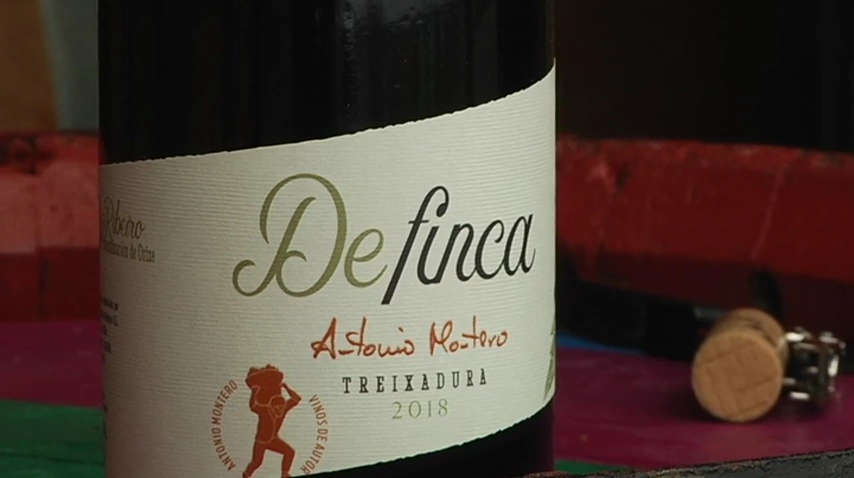 Ribeiro
De finca
Antonio Montero
TREIXADURA
2018
ANTONIO MONTERO
VINOS DE AUTOR